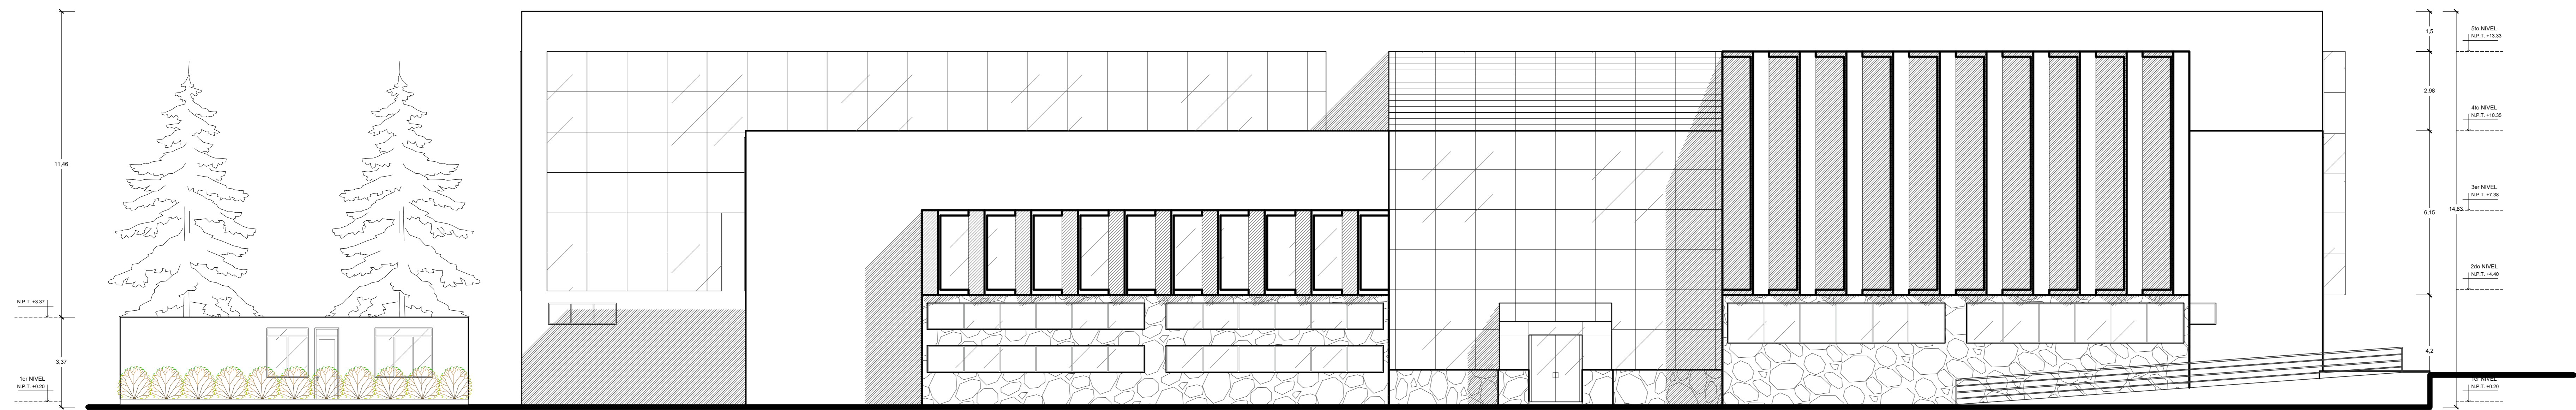 11,46
N.P.T. +3.37
3,37
1er NIVEL
N.P.T. +0.20
1,5
2,98
6,15
4,2
14,83
5to NIVEL
N.P.T. +13.33
4to NIVEL
N.P.T. +10.35
3er NIVEL
N.P.T. +7.38
2do NIVEL
N.P.T. +4.40
1er NIVEL
N.P.T. +0.20